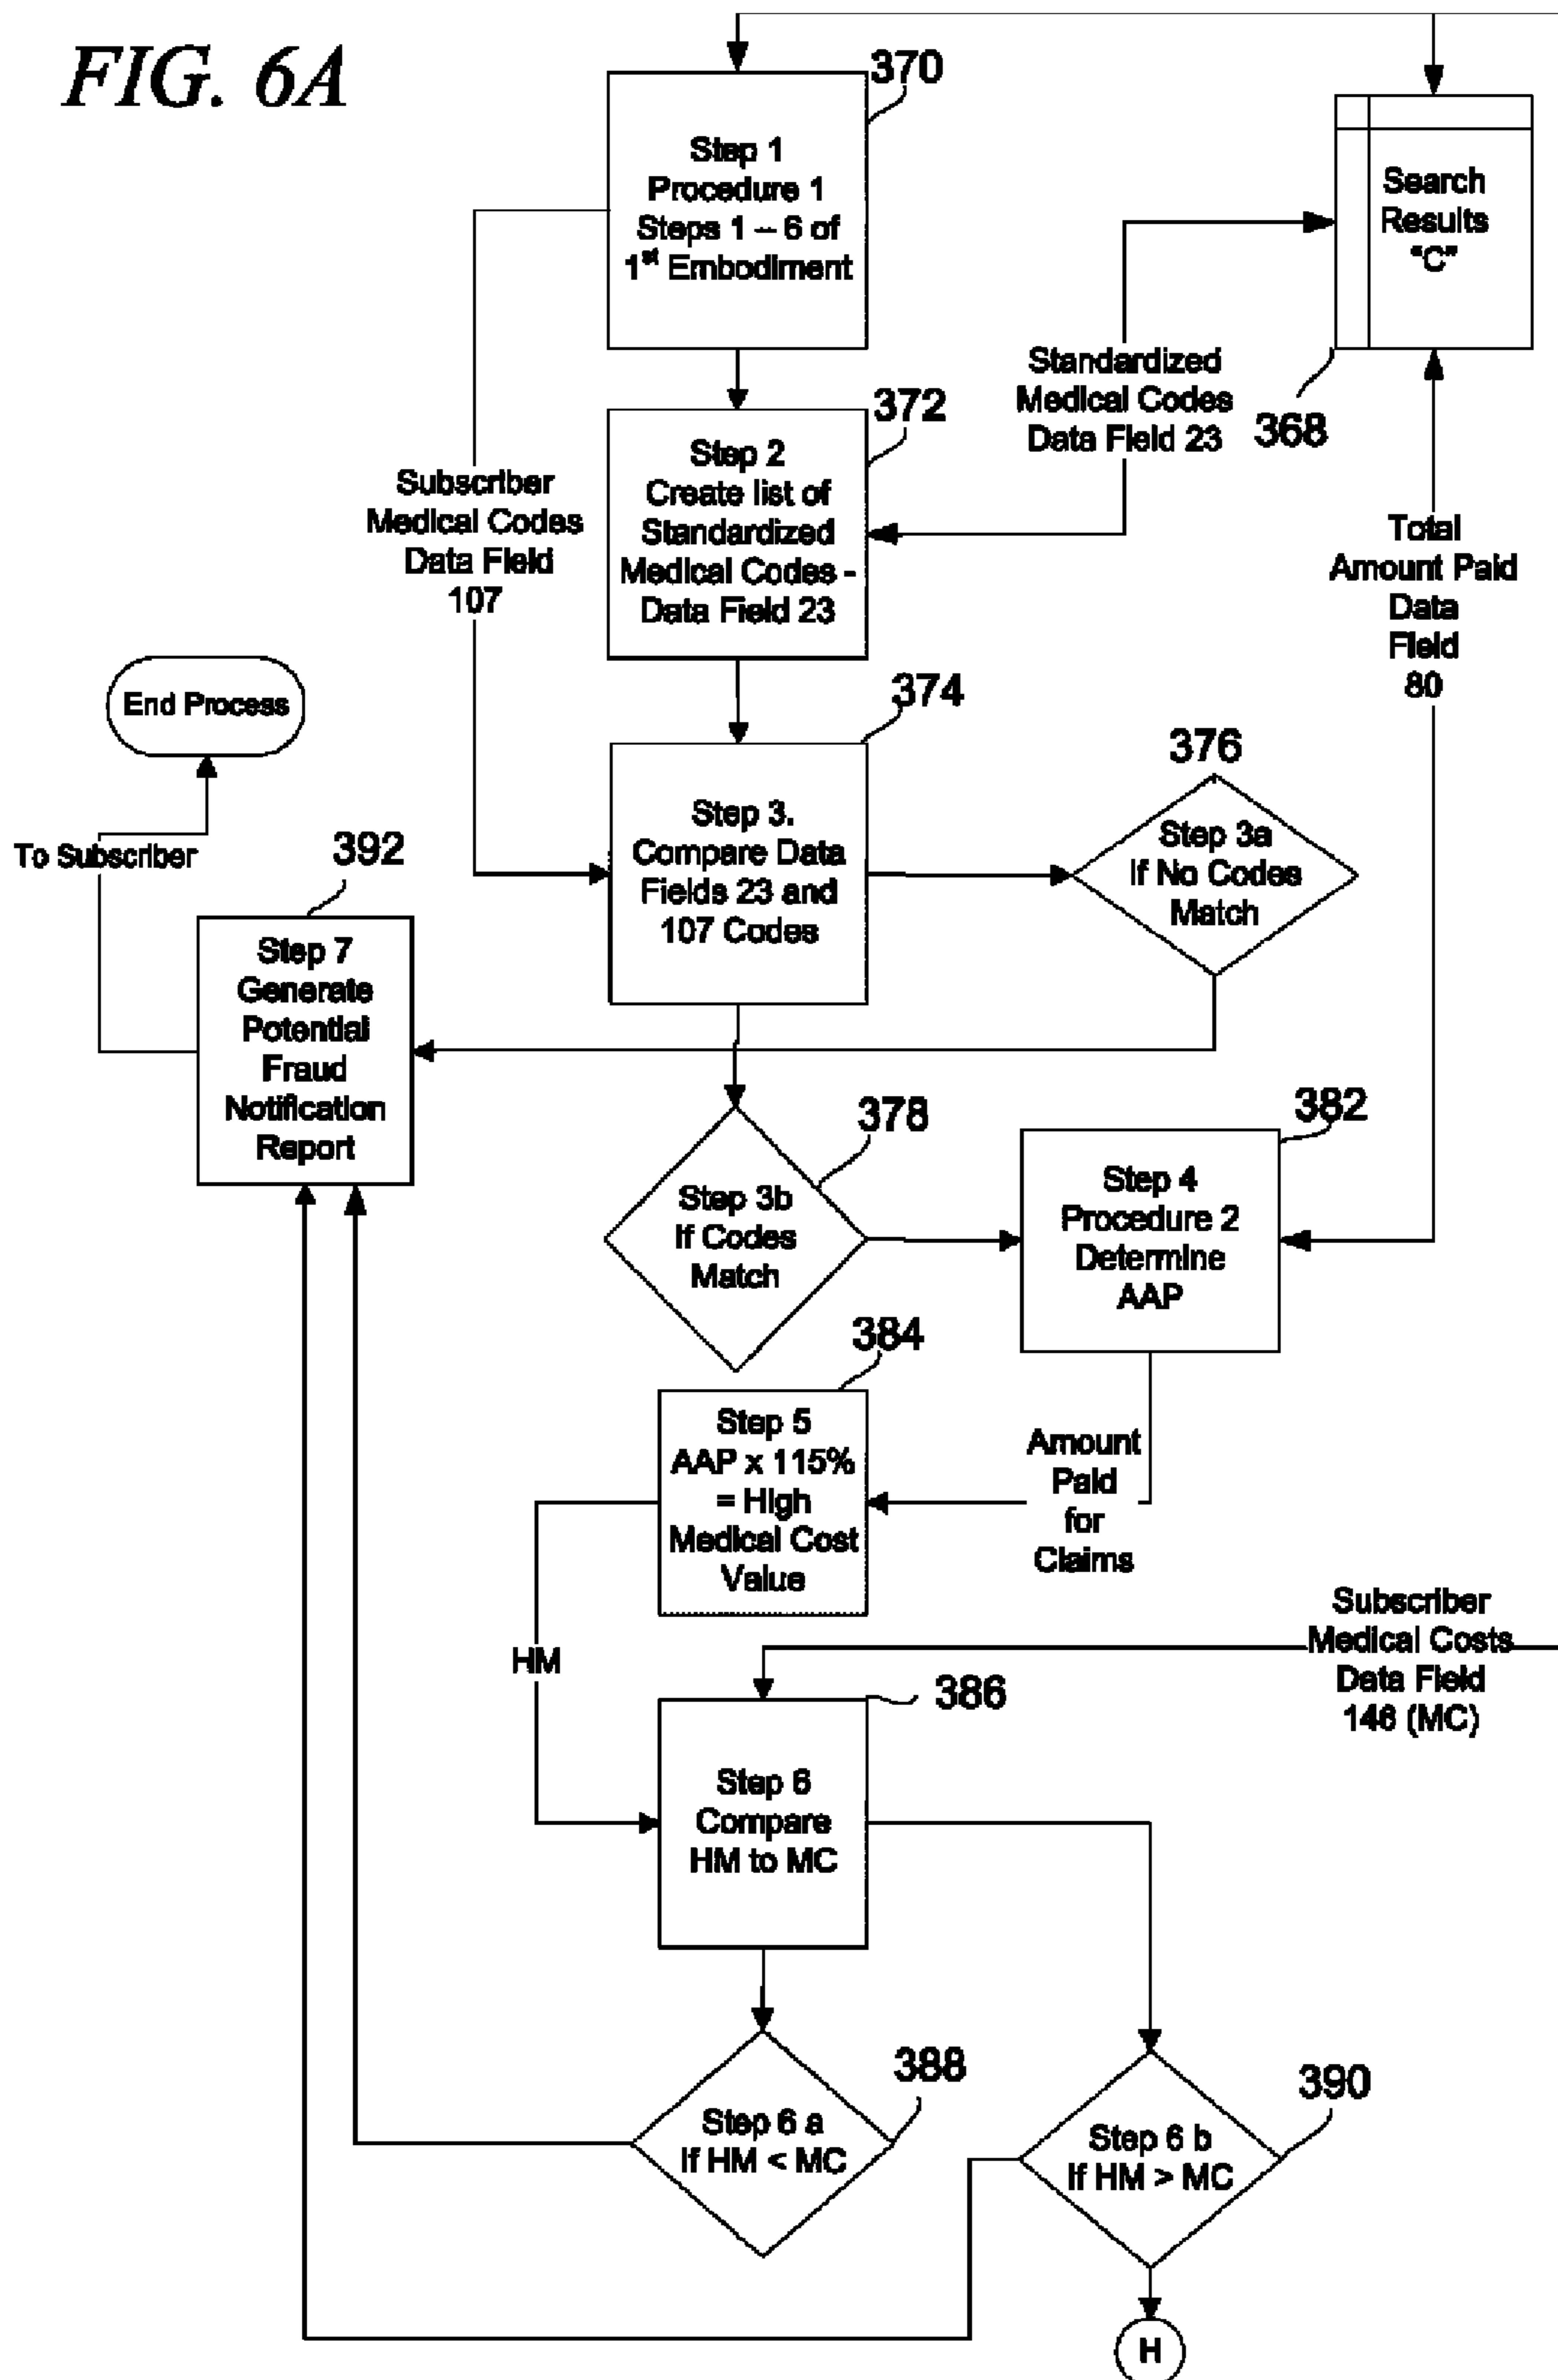 FIG. 6A
370
Step 1
Procedure 1
Steps 1 – 6 of
1st Embodiment
Search
Results
"C"
368
Standardized
Medical Codes
Data Field 23
372
Step 2
Create list of
Standardized
Medical Codes -
Data Field 23
Subscriber
Medical Codes
Data Field
107
Total
Amount Paid
Data
Field
80
End Process
374
Step 3.
Compare Data
Fields 23 and
107 Codes
376
Step 3a
If No Codes
Match
To Subscriber
392
Step 7
Generate
Potential
Fraud
Notification
Report
378
Step 3b
If Codes
Match
382
Step 4
Procedure 2
Determine
AAP
384
Step 5
AAP x 115%
= High
Medical Cost
Value
Amount
Paid
for
Claims
HM
Subscriber
Medical Costs
Data Field
146 (MC)
386
Step 6
Compare
HM to MC
388
Step 6 a
If HM < MC
390
Step 6 b
If HM > MC
H